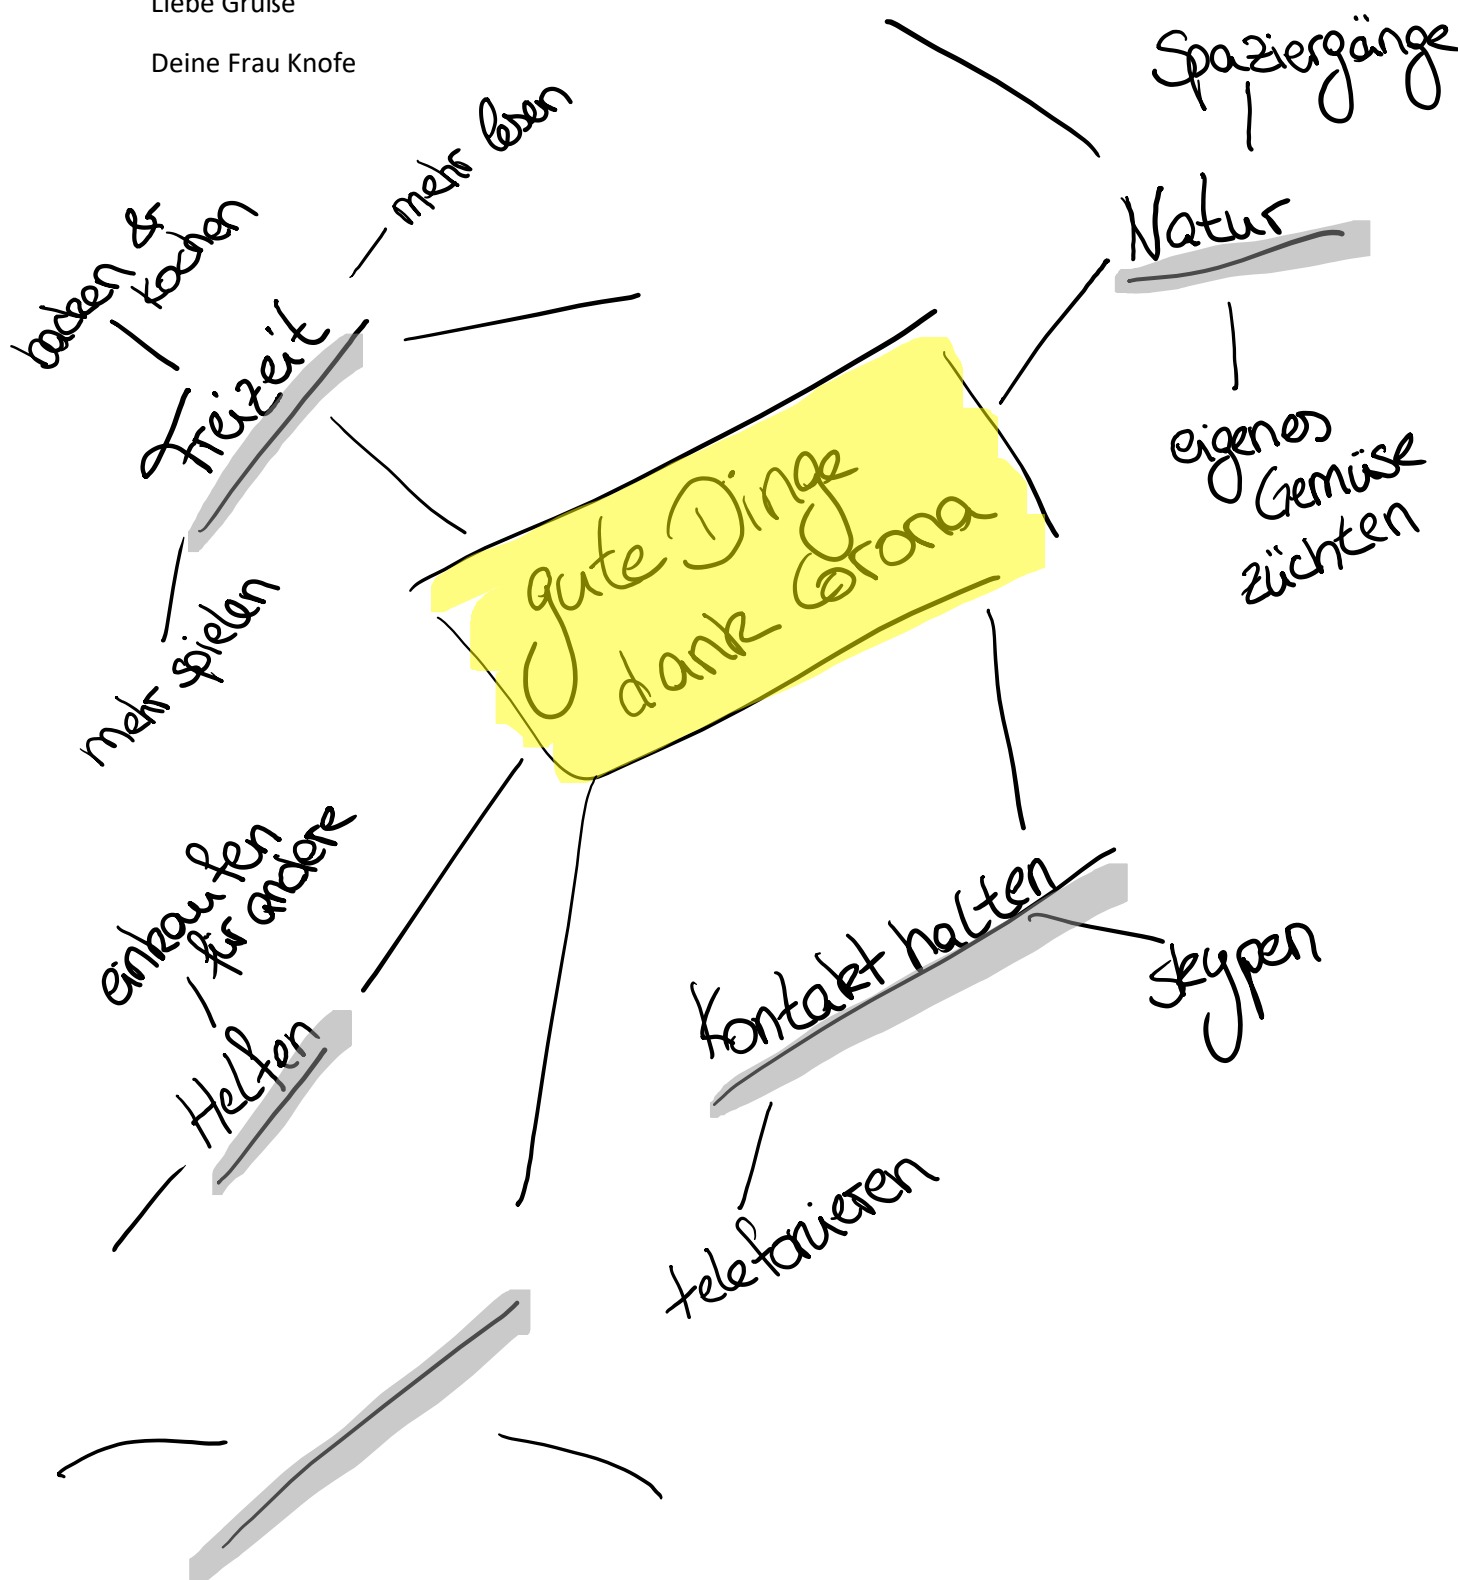 Liebe Grüße
Deine Frau Knofe
Spaziergänge
Natur
eigenes
Gemüse
züchten
mehr lesen
backen &
kochen
Freizeit
mehr spielen
gute Dinge
dank Corona
einkaufen
für andere
Helfen
Kontakt halten
skypen
telefonieren